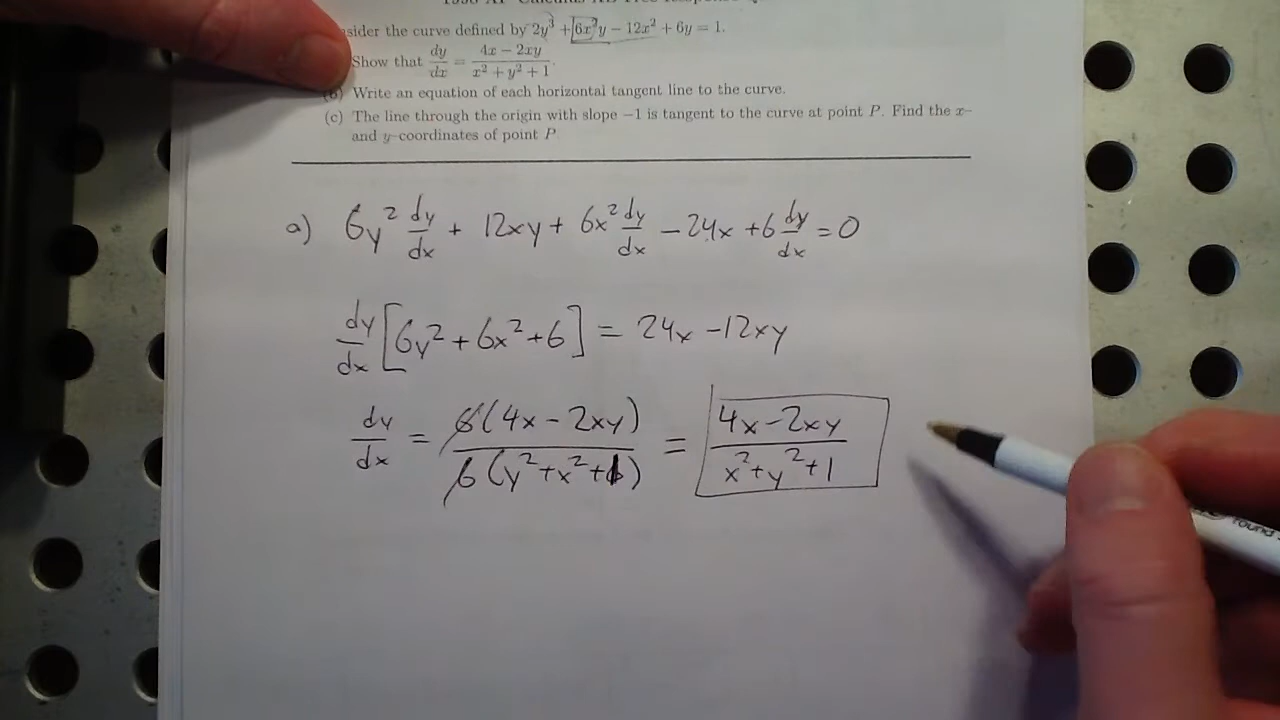 sider the curve defined by 2y³ + 6x²y − 12x² + 6y = 1.
Show that dy/dx = (4x − 2xy)/(x² + y² + 1).
(b) Write an equation of each horizontal tangent line to the curve.
(c) The line through the origin with slope −1 is tangent to the curve at point P. Find the x–
and y–coordinates of point P
a) 6y² dy/dx + 12xy + 6x² dy/dx − 24x + 6 dy/dx = 0
dy/dx [6y² + 6x² + 6] = 24x − 12xy
dy/dx = 6(4x − 2xy)/6(y² + x² + 1) = (4x − 2xy)/(x² + y² + 1)
round